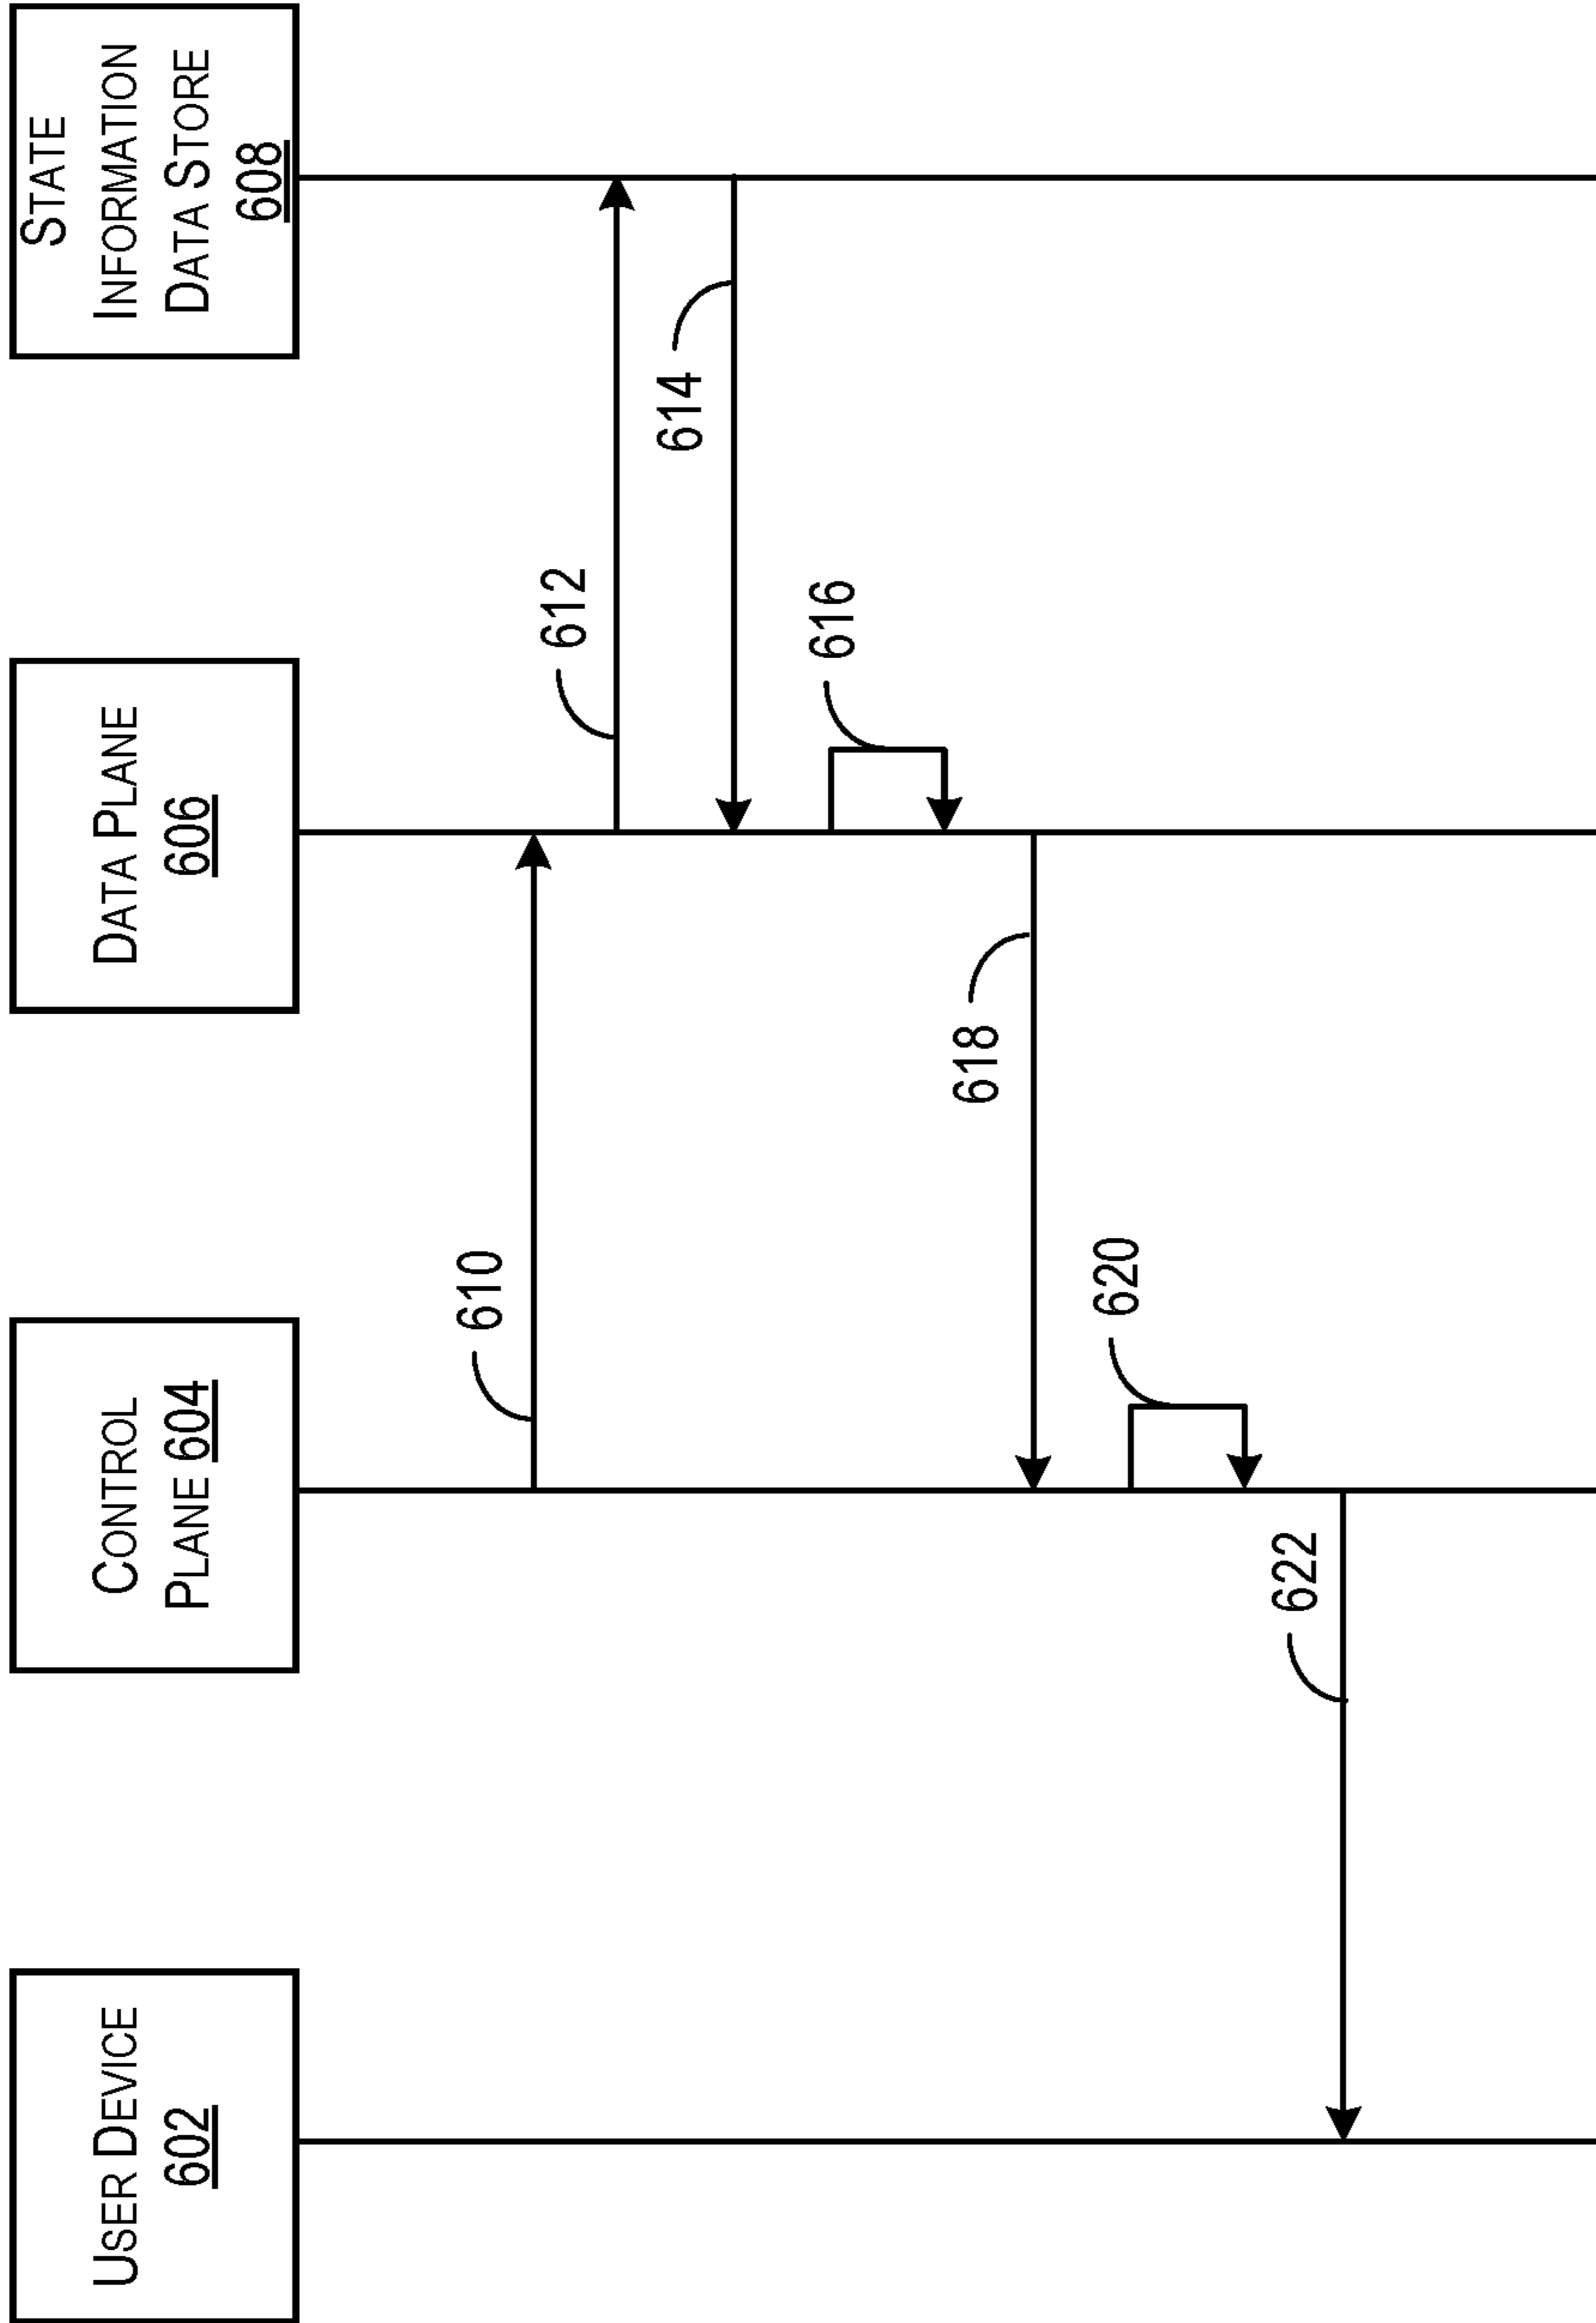 USER DEVICE
602
CONTROL
PLANE 604
DATA PLANE
606
STATE
INFORMATION
DATA STORE
608
610
612
614
616
618
620
622